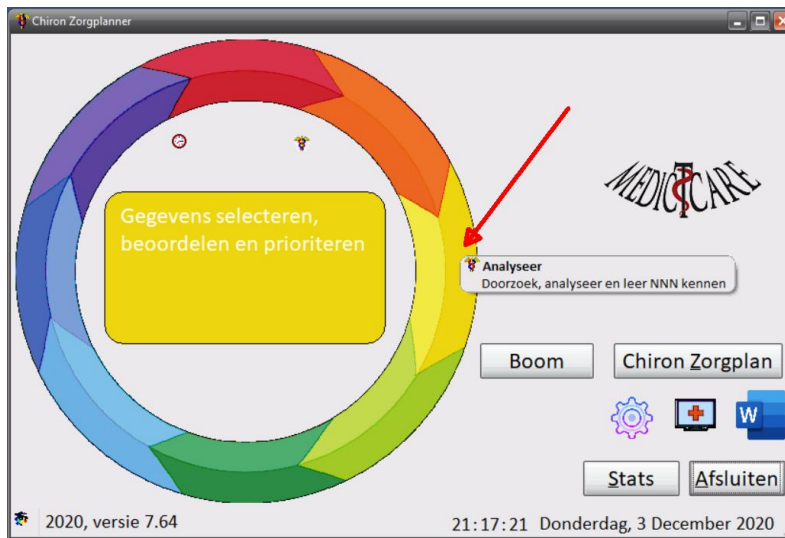 Chiron Zorgplanner
Gegevens selecteren,
beoordelen en prioriteren
MEDICTCARE
Analyseer
Doorzoek, analyseer en leer NNN kennen
Boom
Chiron Zorgplan
W
Stats
Afsluiten
2020, versie 7.64
21:17:21 Donderdag, 3 December 2020